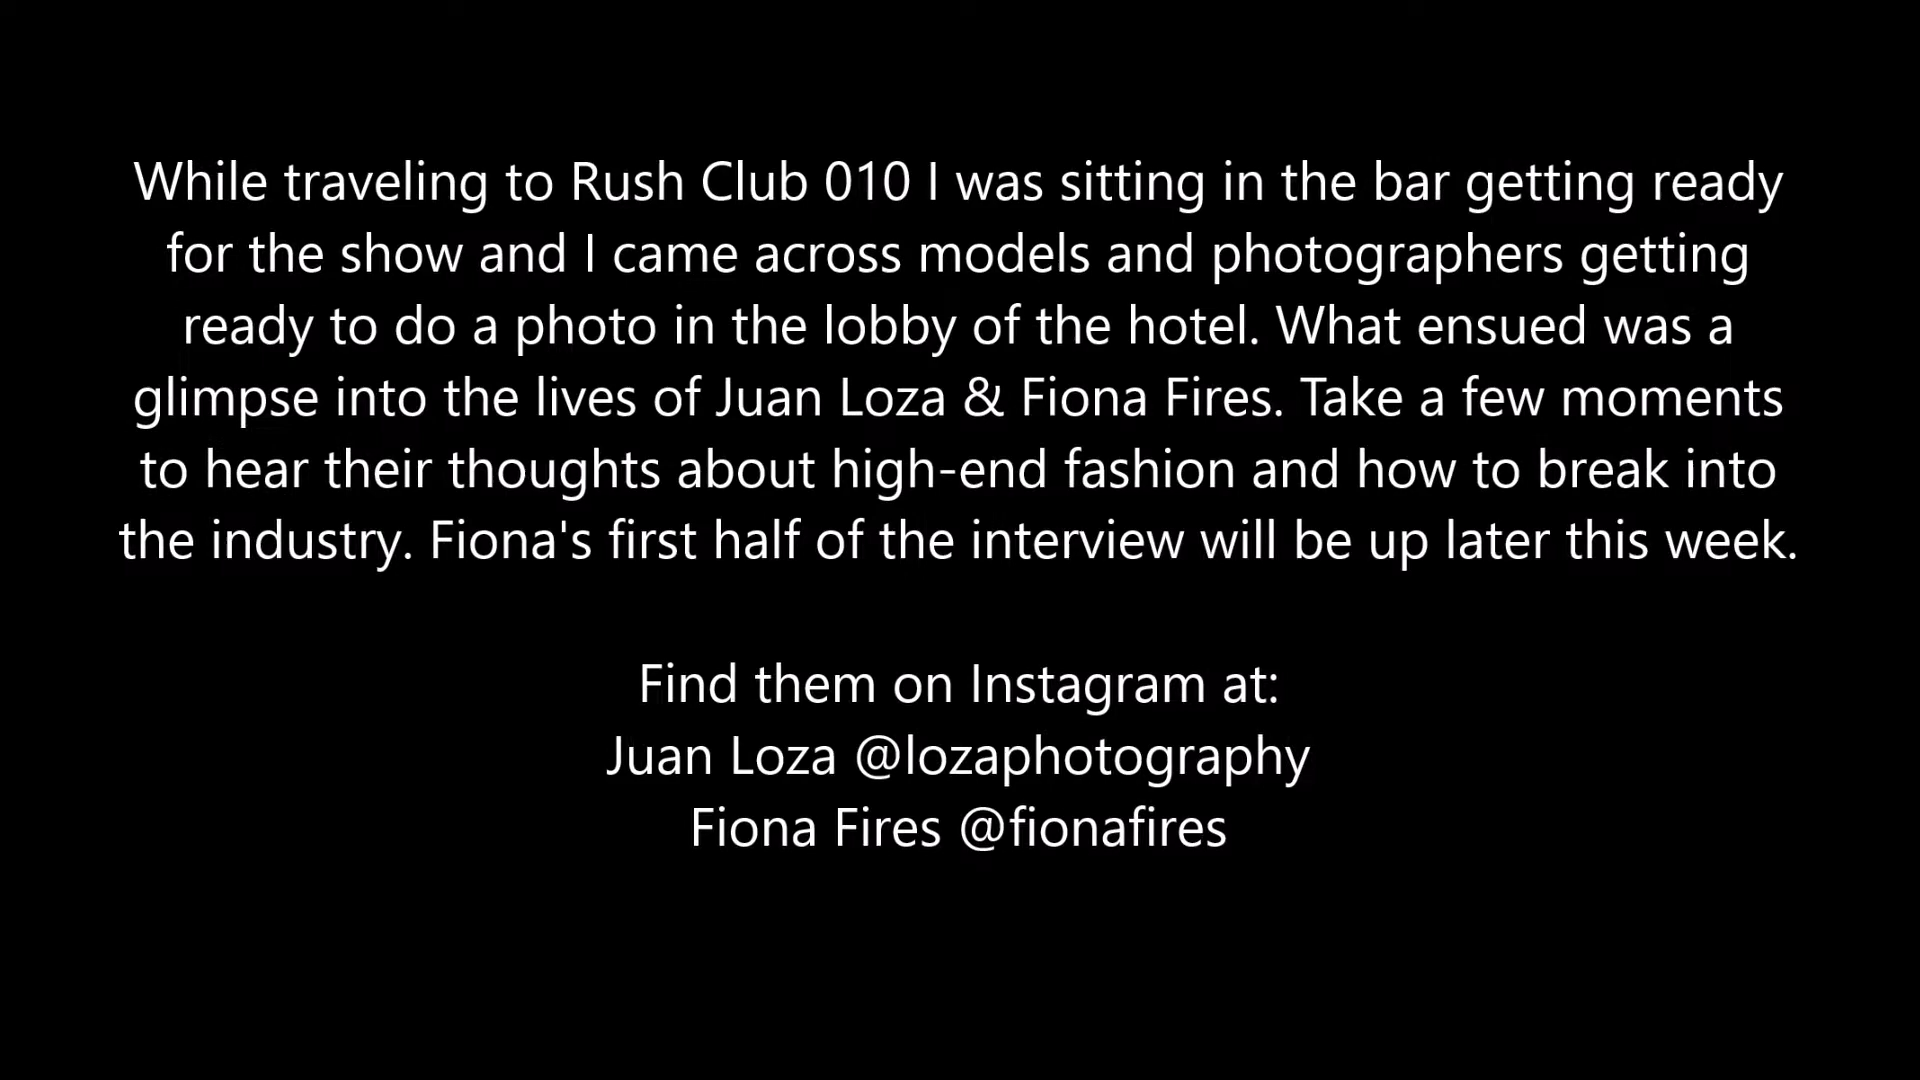 While traveling to Rush Club 010 I was sitting in the bar getting ready
for the show and I came across models and photographers getting
ready to do a photo in the lobby of the hotel. What ensued was a
glimpse into the lives of Juan Loza & Fiona Fires. Take a few moments
to hear their thoughts about high-end fashion and how to break into
the industry. Fiona's first half of the interview will be up later this week.
Find them on Instagram at:
Juan Loza @lozaphotography
Fiona Fires @fionafires